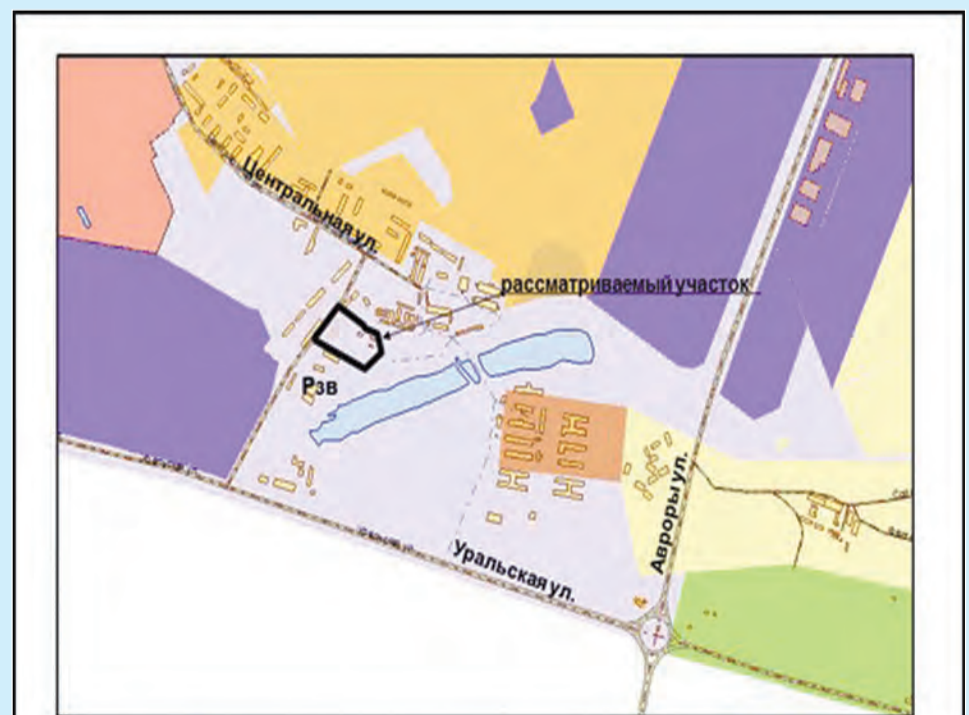 Центральная ул.
рассматриваемый участок
Рзв
Авроры ул.
Уральская ул.